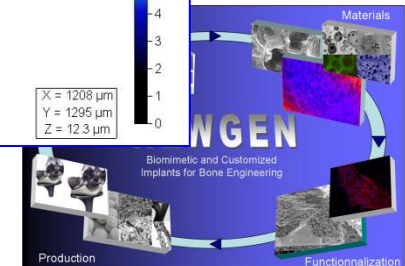 4
3
2
1
0
X = 1208 µm
Y = 1295 µm
Z = 12.3 µm
Materials
WGEN
Biomimetic and Customized
Implants for Bone Engineering
Production
Functionnalization